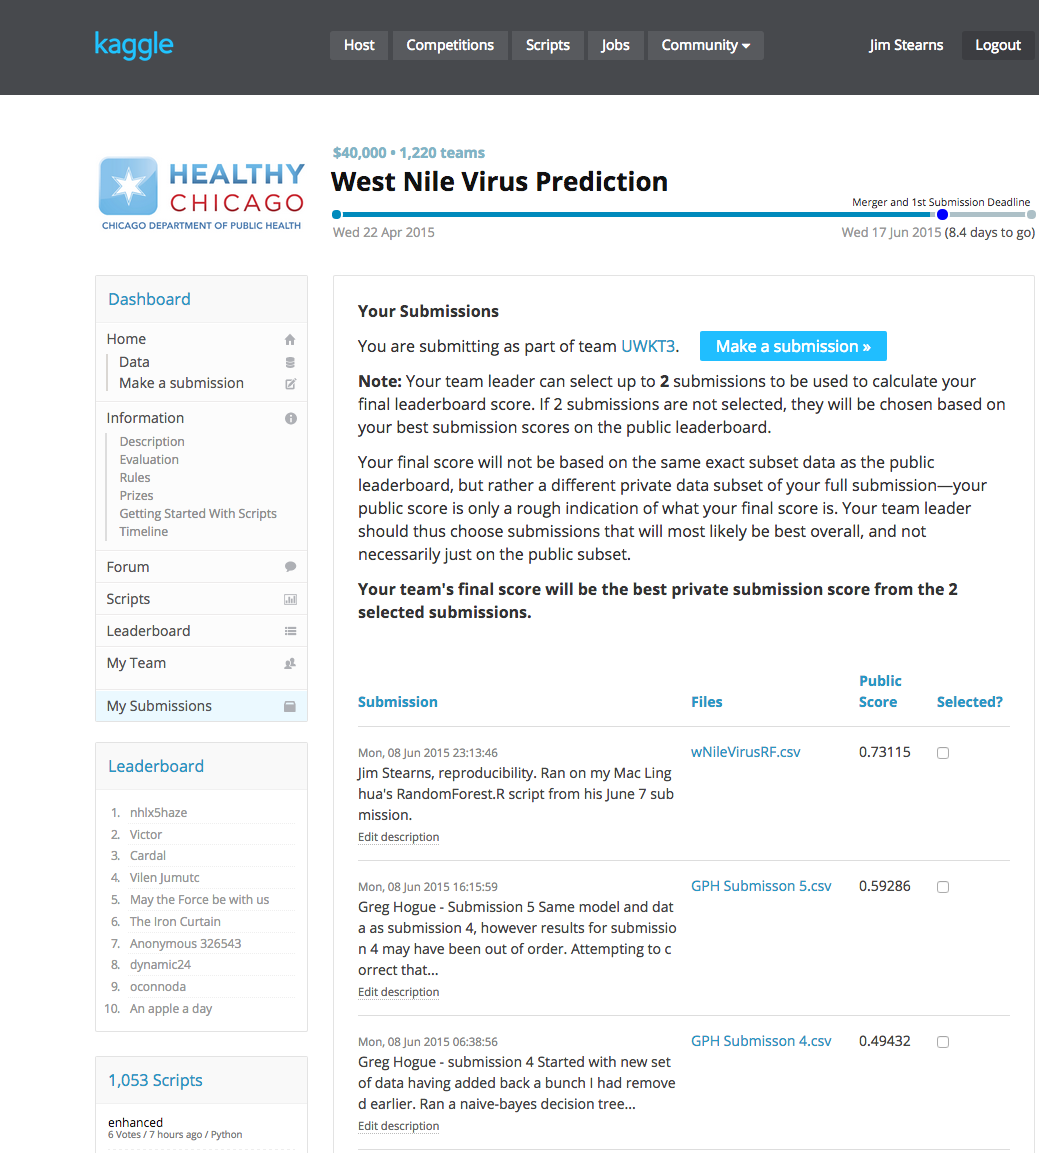 kaggle
Host
Competitions
Scripts
Jobs
Community
Jim Stearns
Logout
HEALTHY
CHICAGO
CHICAGO DEPARTMENT OF PUBLIC HEALTH
$40,000 • 1,220 teams
West Nile Virus Prediction
Merger and 1st Submission Deadline
Wed 22 Apr 2015
Wed 17 Jun 2015 (8.4 days to go)
Dashboard
Home
Data
Make a submission
Information
Description
Evaluation
Rules
Prizes
Getting Started With Scripts
Timeline
Forum
Scripts
Leaderboard
My Team
My Submissions
Leaderboard
1. nhlx5haze
2. Victor
3. Cardal
4. Vilen Jumutc
5. May the Force be with us
6. The Iron Curtain
7. Anonymous 326543
8. dynamic24
9. oconnoda
10. An apple a day
1,053 Scripts
enhanced
6 Votes / 7 hours ago / Python
Your Submissions
You are submitting as part of team UWKT3.
Make a submission »
Note: Your team leader can select up to 2 submissions to be used to calculate your
final leaderboard score. If 2 submissions are not selected, they will be chosen based on
your best submission scores on the public leaderboard.
Your final score will not be based on the same exact subset data as the public
leaderboard, but rather a different private data subset of your full submission—your
public score is only a rough indication of what your final score is. Your team leader
should thus choose submissions that will most likely be best overall, and not
necessarily just on the public subset.
Your team's final score will be the best private submission score from the 2
selected submissions.
Submission
Files
Public
Score
Selected?
Mon, 08 Jun 2015 23:13:46
wNileVirusRF.csv
0.73115
Jim Stearns, reproducibility. Ran on my Mac Ling
hua's RandomForest.R script from his June 7 sub
mission.
Edit description
Mon, 08 Jun 2015 16:15:59
GPH Submisson 5.csv
0.59286
Greg Hogue - Submission 5 Same model and dat
a as submission 4, however results for submissio
n 4 may have been out of order. Attempting to c
orrect that...
Edit description
Mon, 08 Jun 2015 06:38:56
GPH Submisson 4.csv
0.49432
Greg Hogue - submission 4 Started with new set
of data having added back a bunch I had remove
d earlier. Ran a naive-bayes decision tree...
Edit description